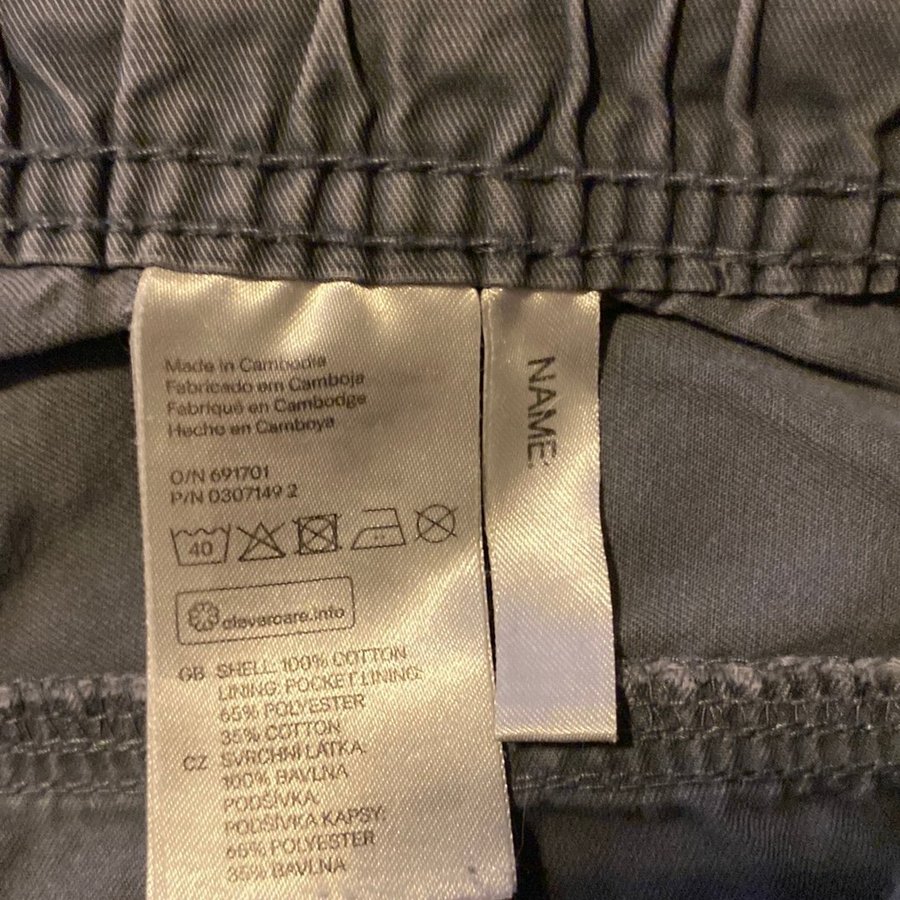 Made in Cambodia
Fabricado em Camboja
Fabriqué en Cambodge
Hecho en Camboya
O/N 691701
P/N 0307149 2
40
clevercare.info
GB SHELL: 100% COTTON
LINING; POCKET LINING:
65% POLYESTER
35% COTTON
CZ SVRCHNÍ LÁTKA:
100% BAVLNA
PODŠÍVKA;
PODŠÍVKA KAPSY:
65% POLYESTER
35% BAVLNA
NAME: